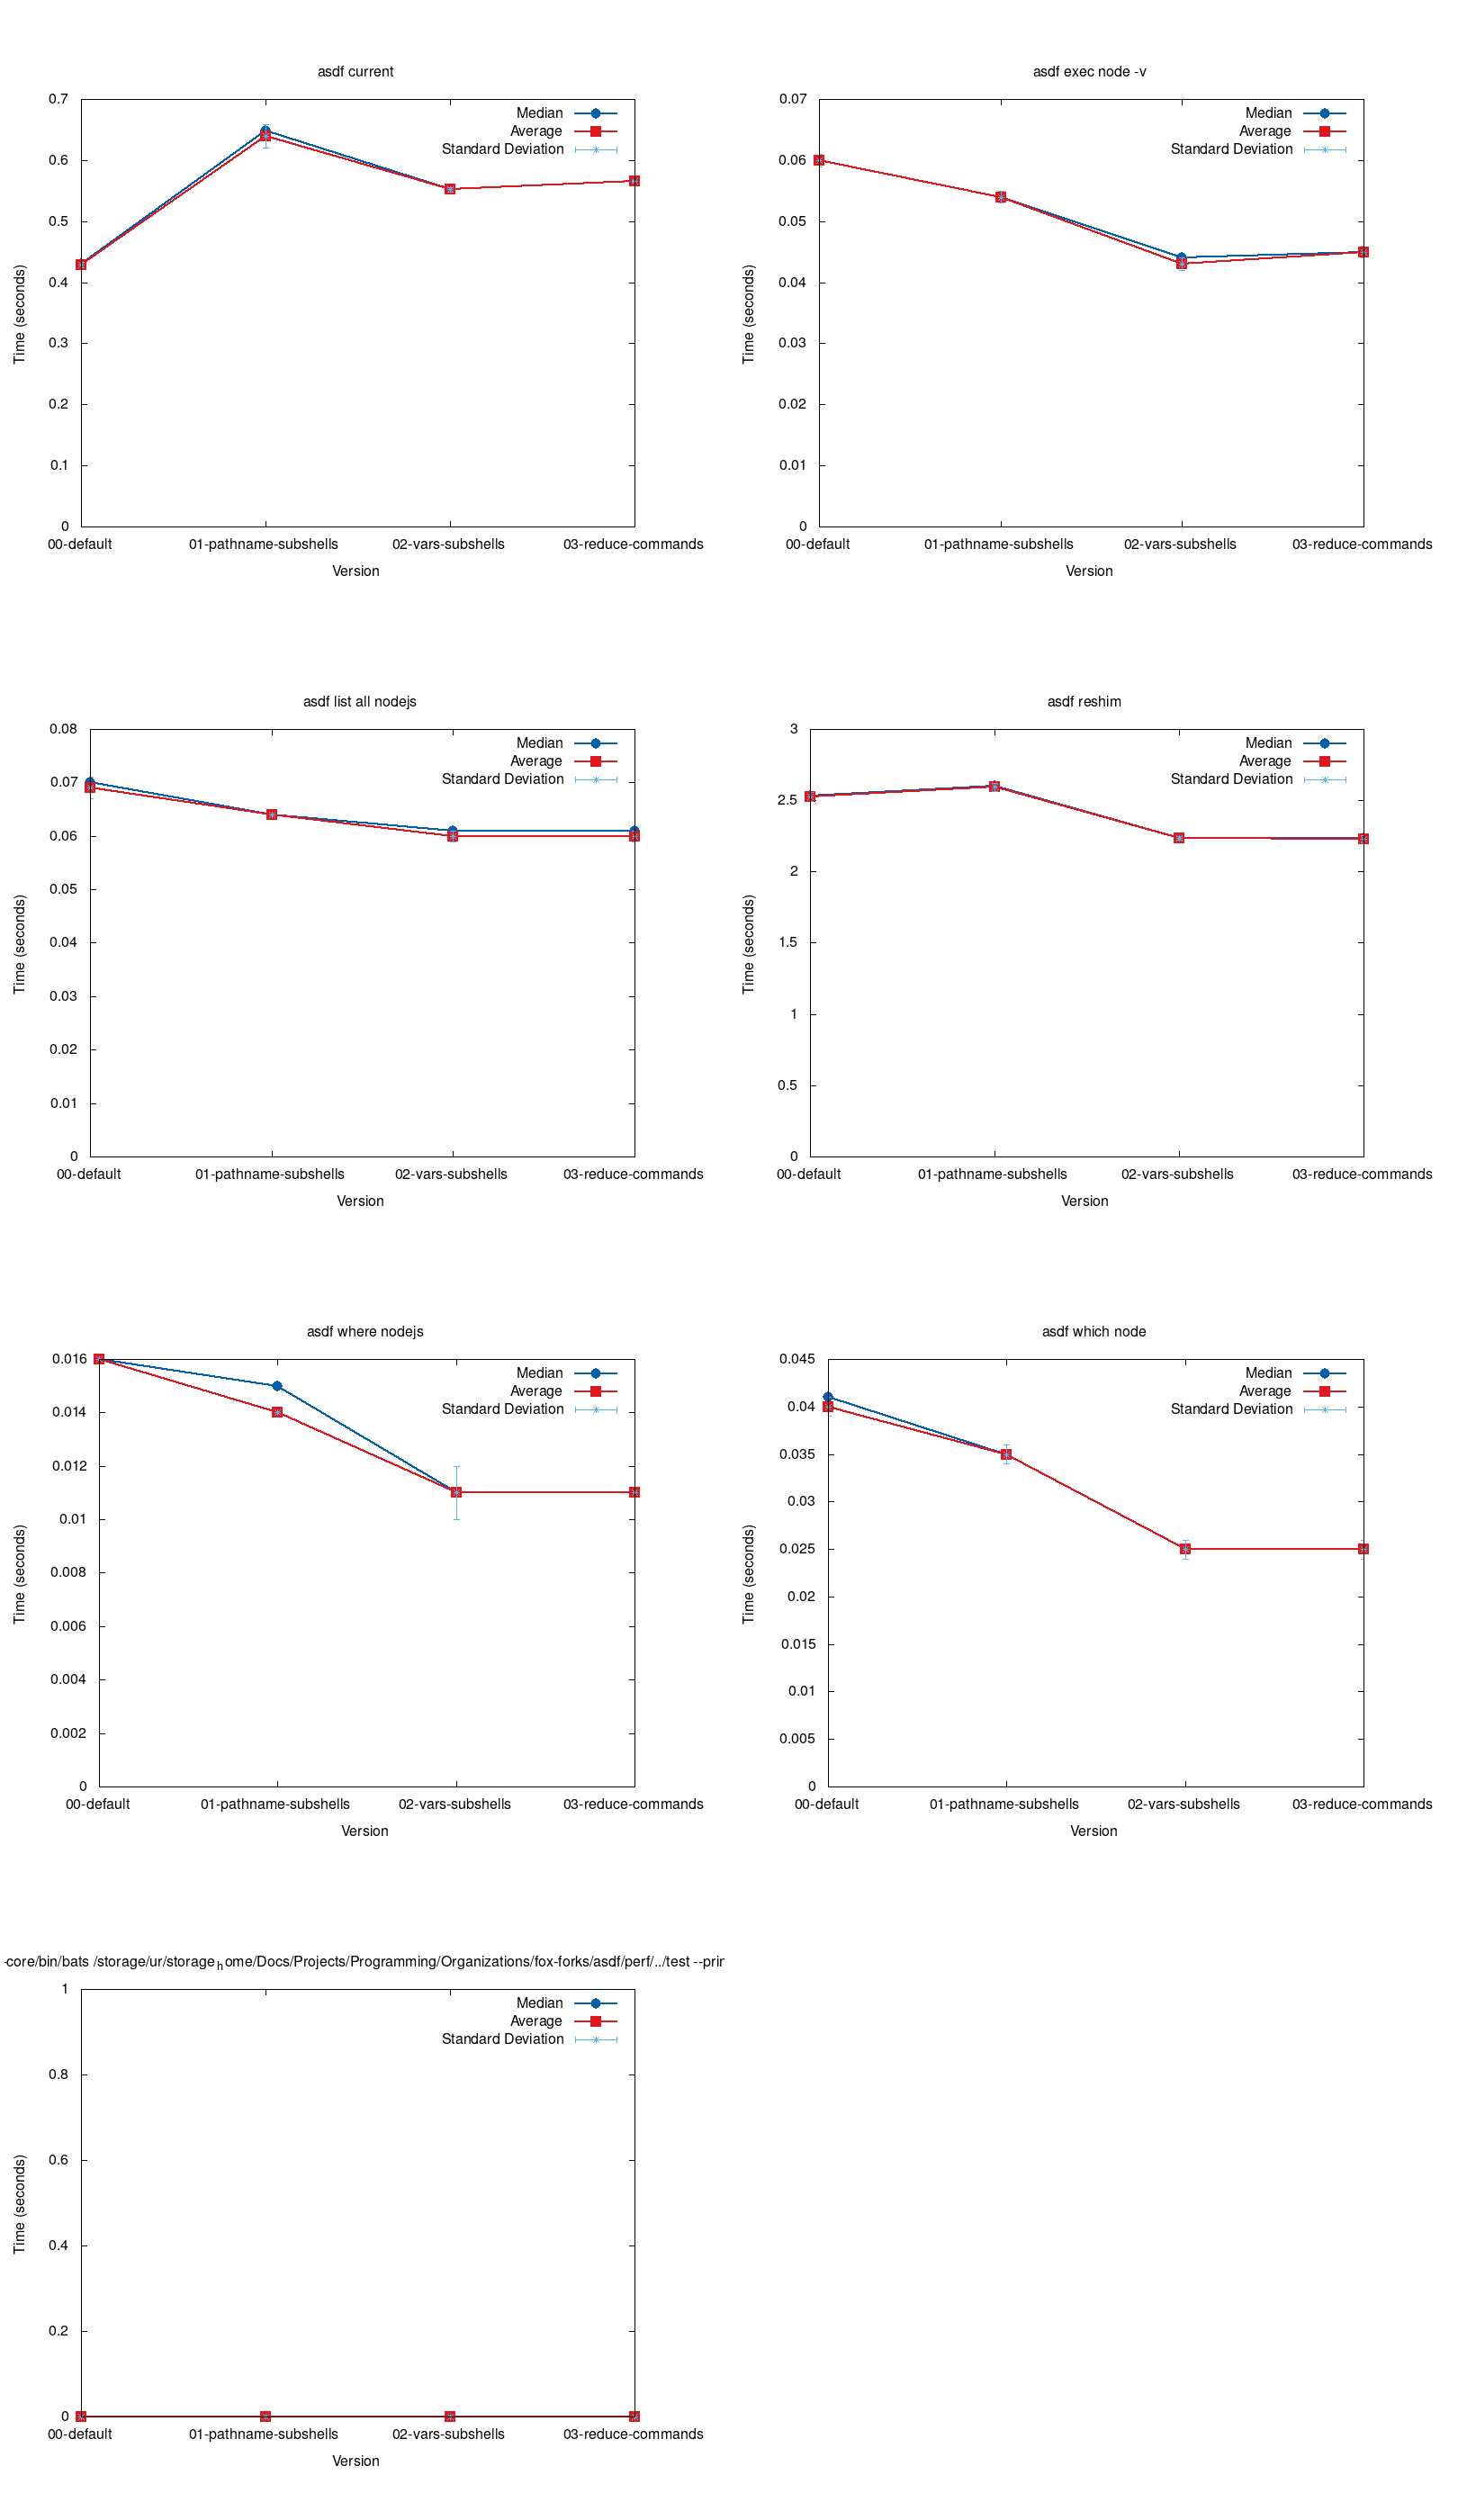 asdf current
0.7
0.6
0.5
0.4
0.3
0.2
0.1
0
Time (seconds)
Median
Average
Standard Deviation
00-default 01-pathname-subshells 02-vars-subshells 03-reduce-commands
Version
asdf exec node -v
0.07
0.06
0.05
0.04
0.03
0.02
0.01
0
Time (seconds)
Median
Average
Standard Deviation
00-default 01-pathname-subshells 02-vars-subshells 03-reduce-commands
Version
asdf list all nodejs
0.08
0.07
0.06
0.05
0.04
0.03
0.02
0.01
0
Time (seconds)
Median
Average
Standard Deviation
00-default 01-pathname-subshells 02-vars-subshells 03-reduce-commands
Version
asdf reshim
3
2.5
2
1.5
1
0.5
0
Time (seconds)
Median
Average
Standard Deviation
00-default 01-pathname-subshells 02-vars-subshells 03-reduce-commands
Version
asdf where nodejs
0.016
0.014
0.012
0.01
0.008
0.006
0.004
0.002
0
Time (seconds)
Median
Average
Standard Deviation
00-default 01-pathname-subshells 02-vars-subshells 03-reduce-commands
Version
asdf which node
0.045
0.04
0.035
0.03
0.025
0.02
0.015
0.01
0.005
0
Time (seconds)
Median
Average
Standard Deviation
00-default 01-pathname-subshells 02-vars-subshells 03-reduce-commands
Version
-core/bin/bats /storage/ur/storagehome/Docs/Projects/Programming/Organizations/fox-forks/asdf/perf/../test --prin
1
0.8
0.6
0.4
0.2
0
Time (seconds)
Median
Average
Standard Deviation
00-default 01-pathname-subshells 02-vars-subshells 03-reduce-commands
Version